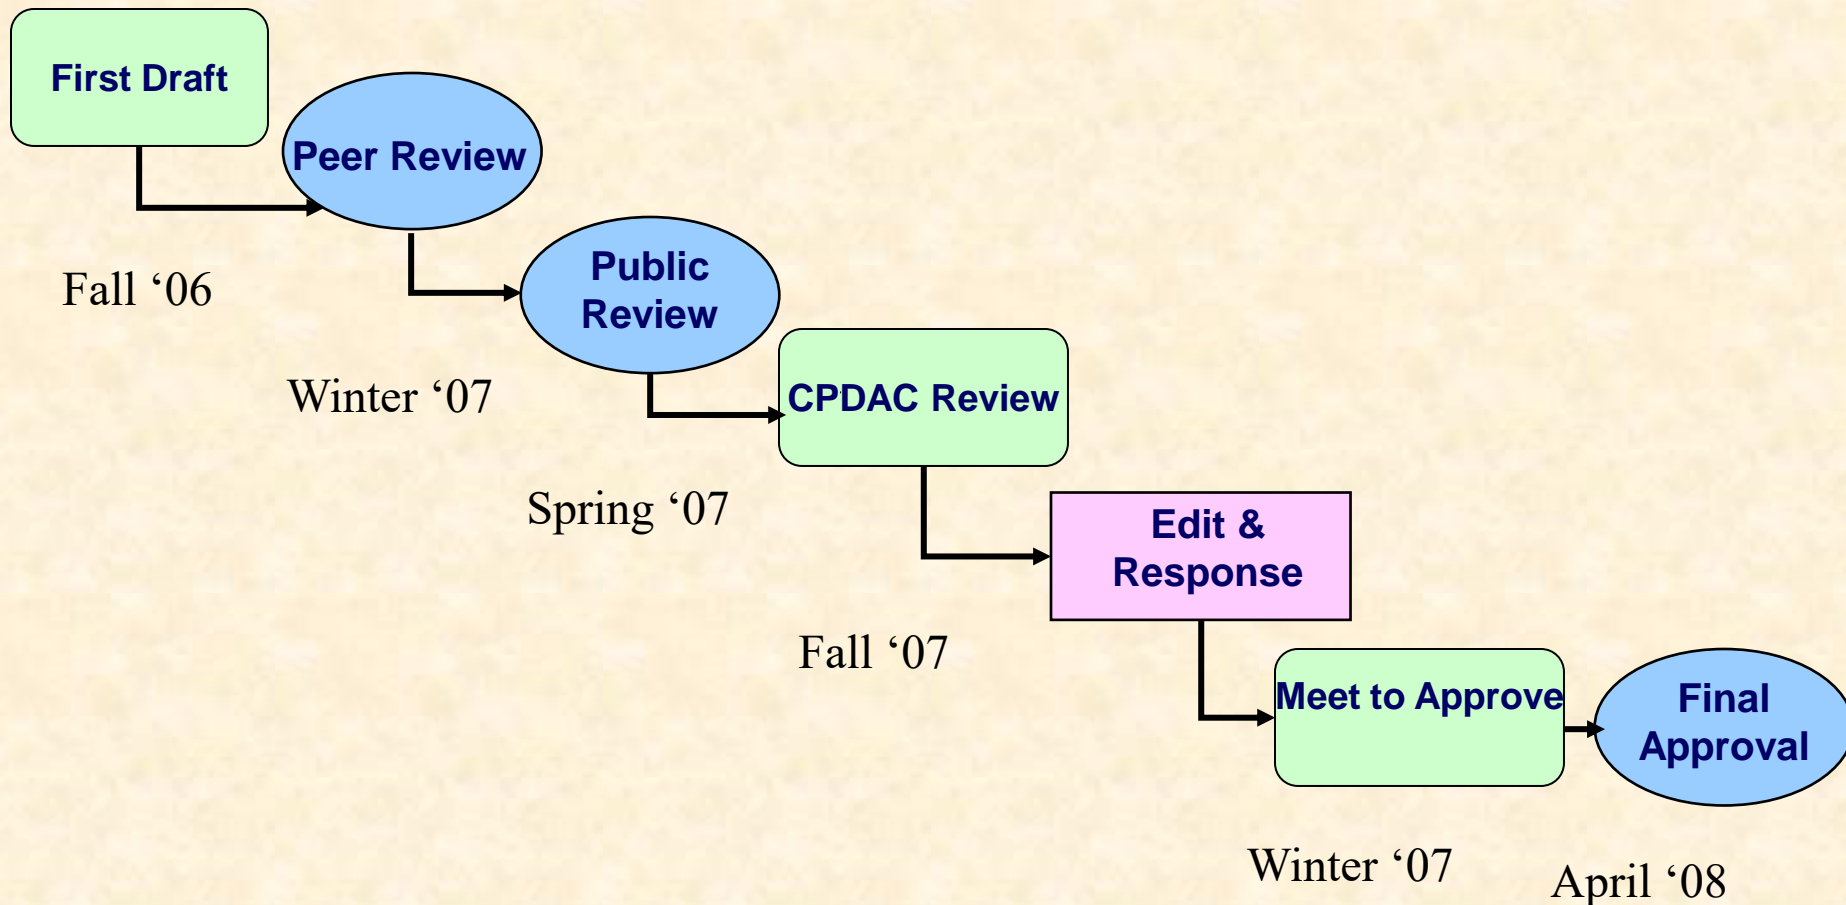 First Draft
Peer Review
Fall ‘06
Public
Review
Winter ‘07
CPDAC Review
Spring ‘07
Edit &
Response
Fall ‘07
Meet to Approve
Final
Approval
Winter ‘07
April ‘08